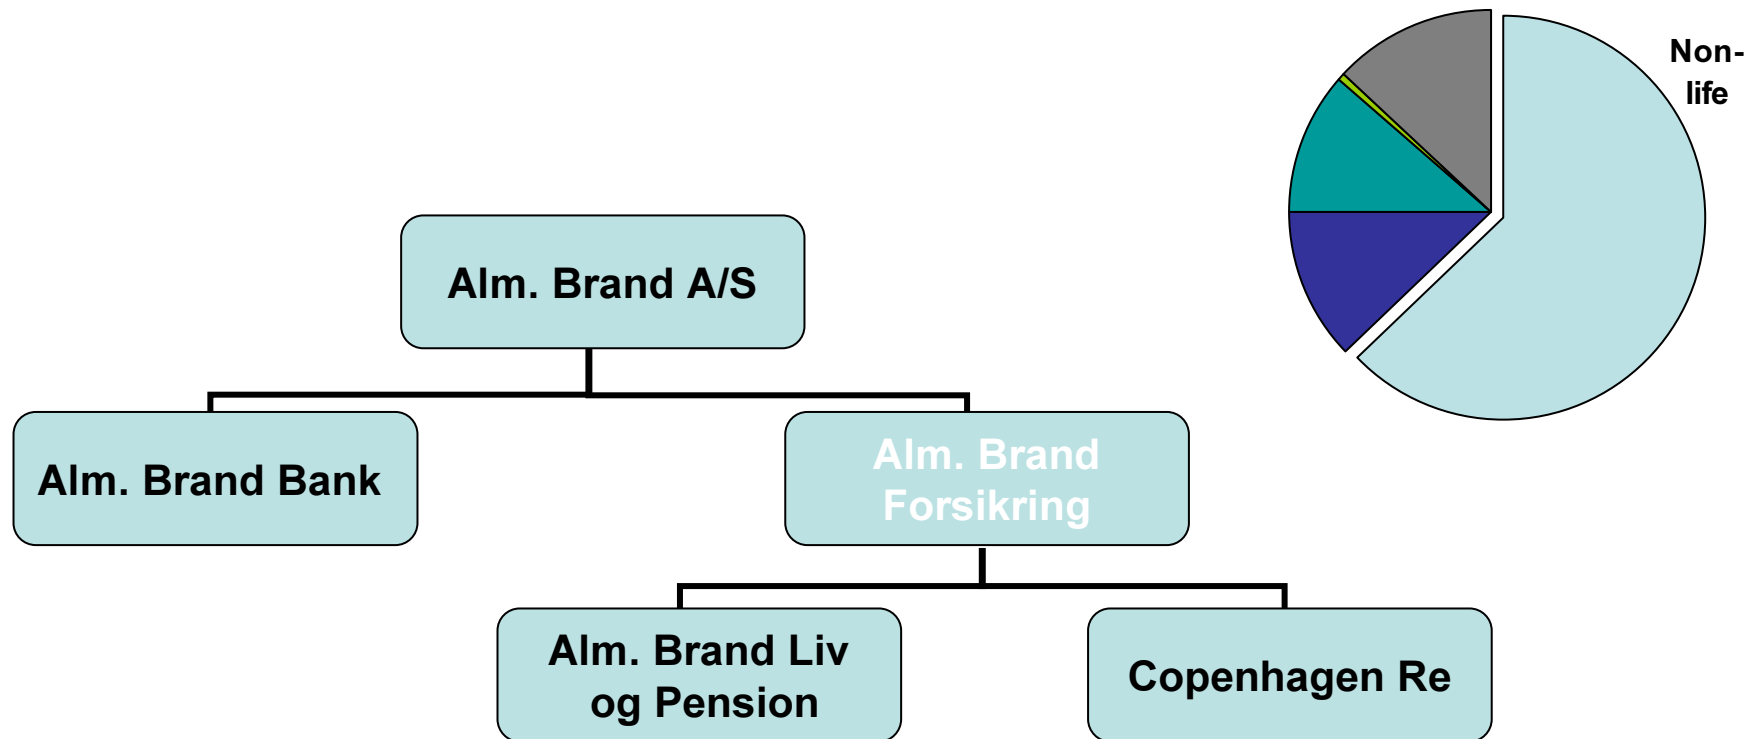 Non-
life
Alm. Brand A/S
Alm. Brand Bank
Alm. Brand
Forsikring
Alm. Brand Liv
og Pension
Copenhagen Re